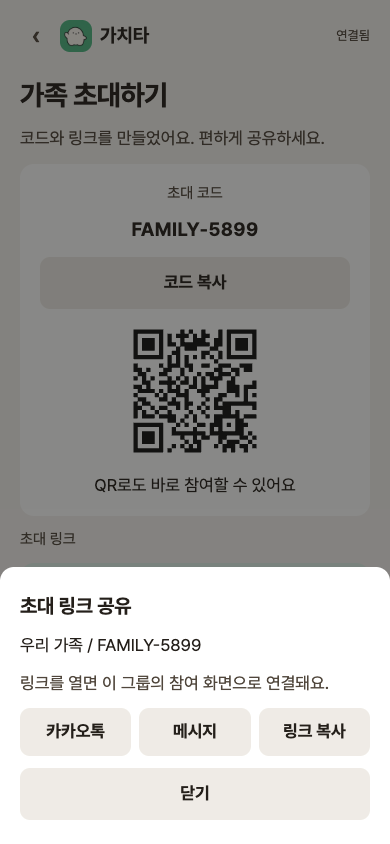 가치타
연결됨
가족 초대하기
코드와 링크를 만들었어요. 편하게 공유하세요.
초대 코드
FAMILY-5899
코드 복사
QR로도 바로 참여할 수 있어요
초대 링크
초대 링크 공유
우리 가족 / FAMILY-5899
링크를 열면 이 그룹의 참여 화면으로 연결돼요.
카카오톡
메시지
링크 복사
닫기